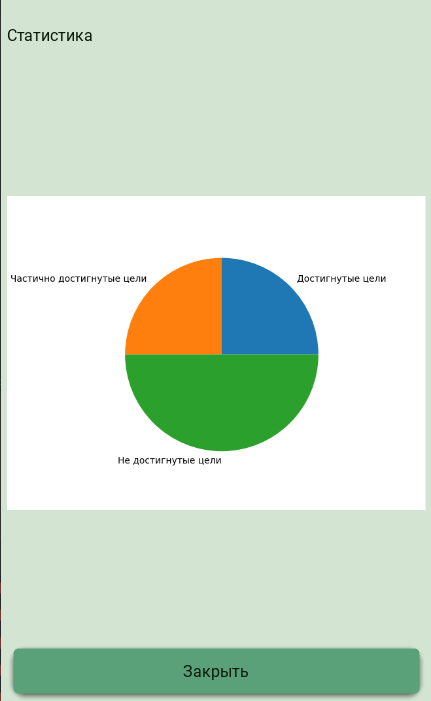 Статистика
Частично достигнутые цели
Достигнутые цели
Не достигнутые цели
Закрыть